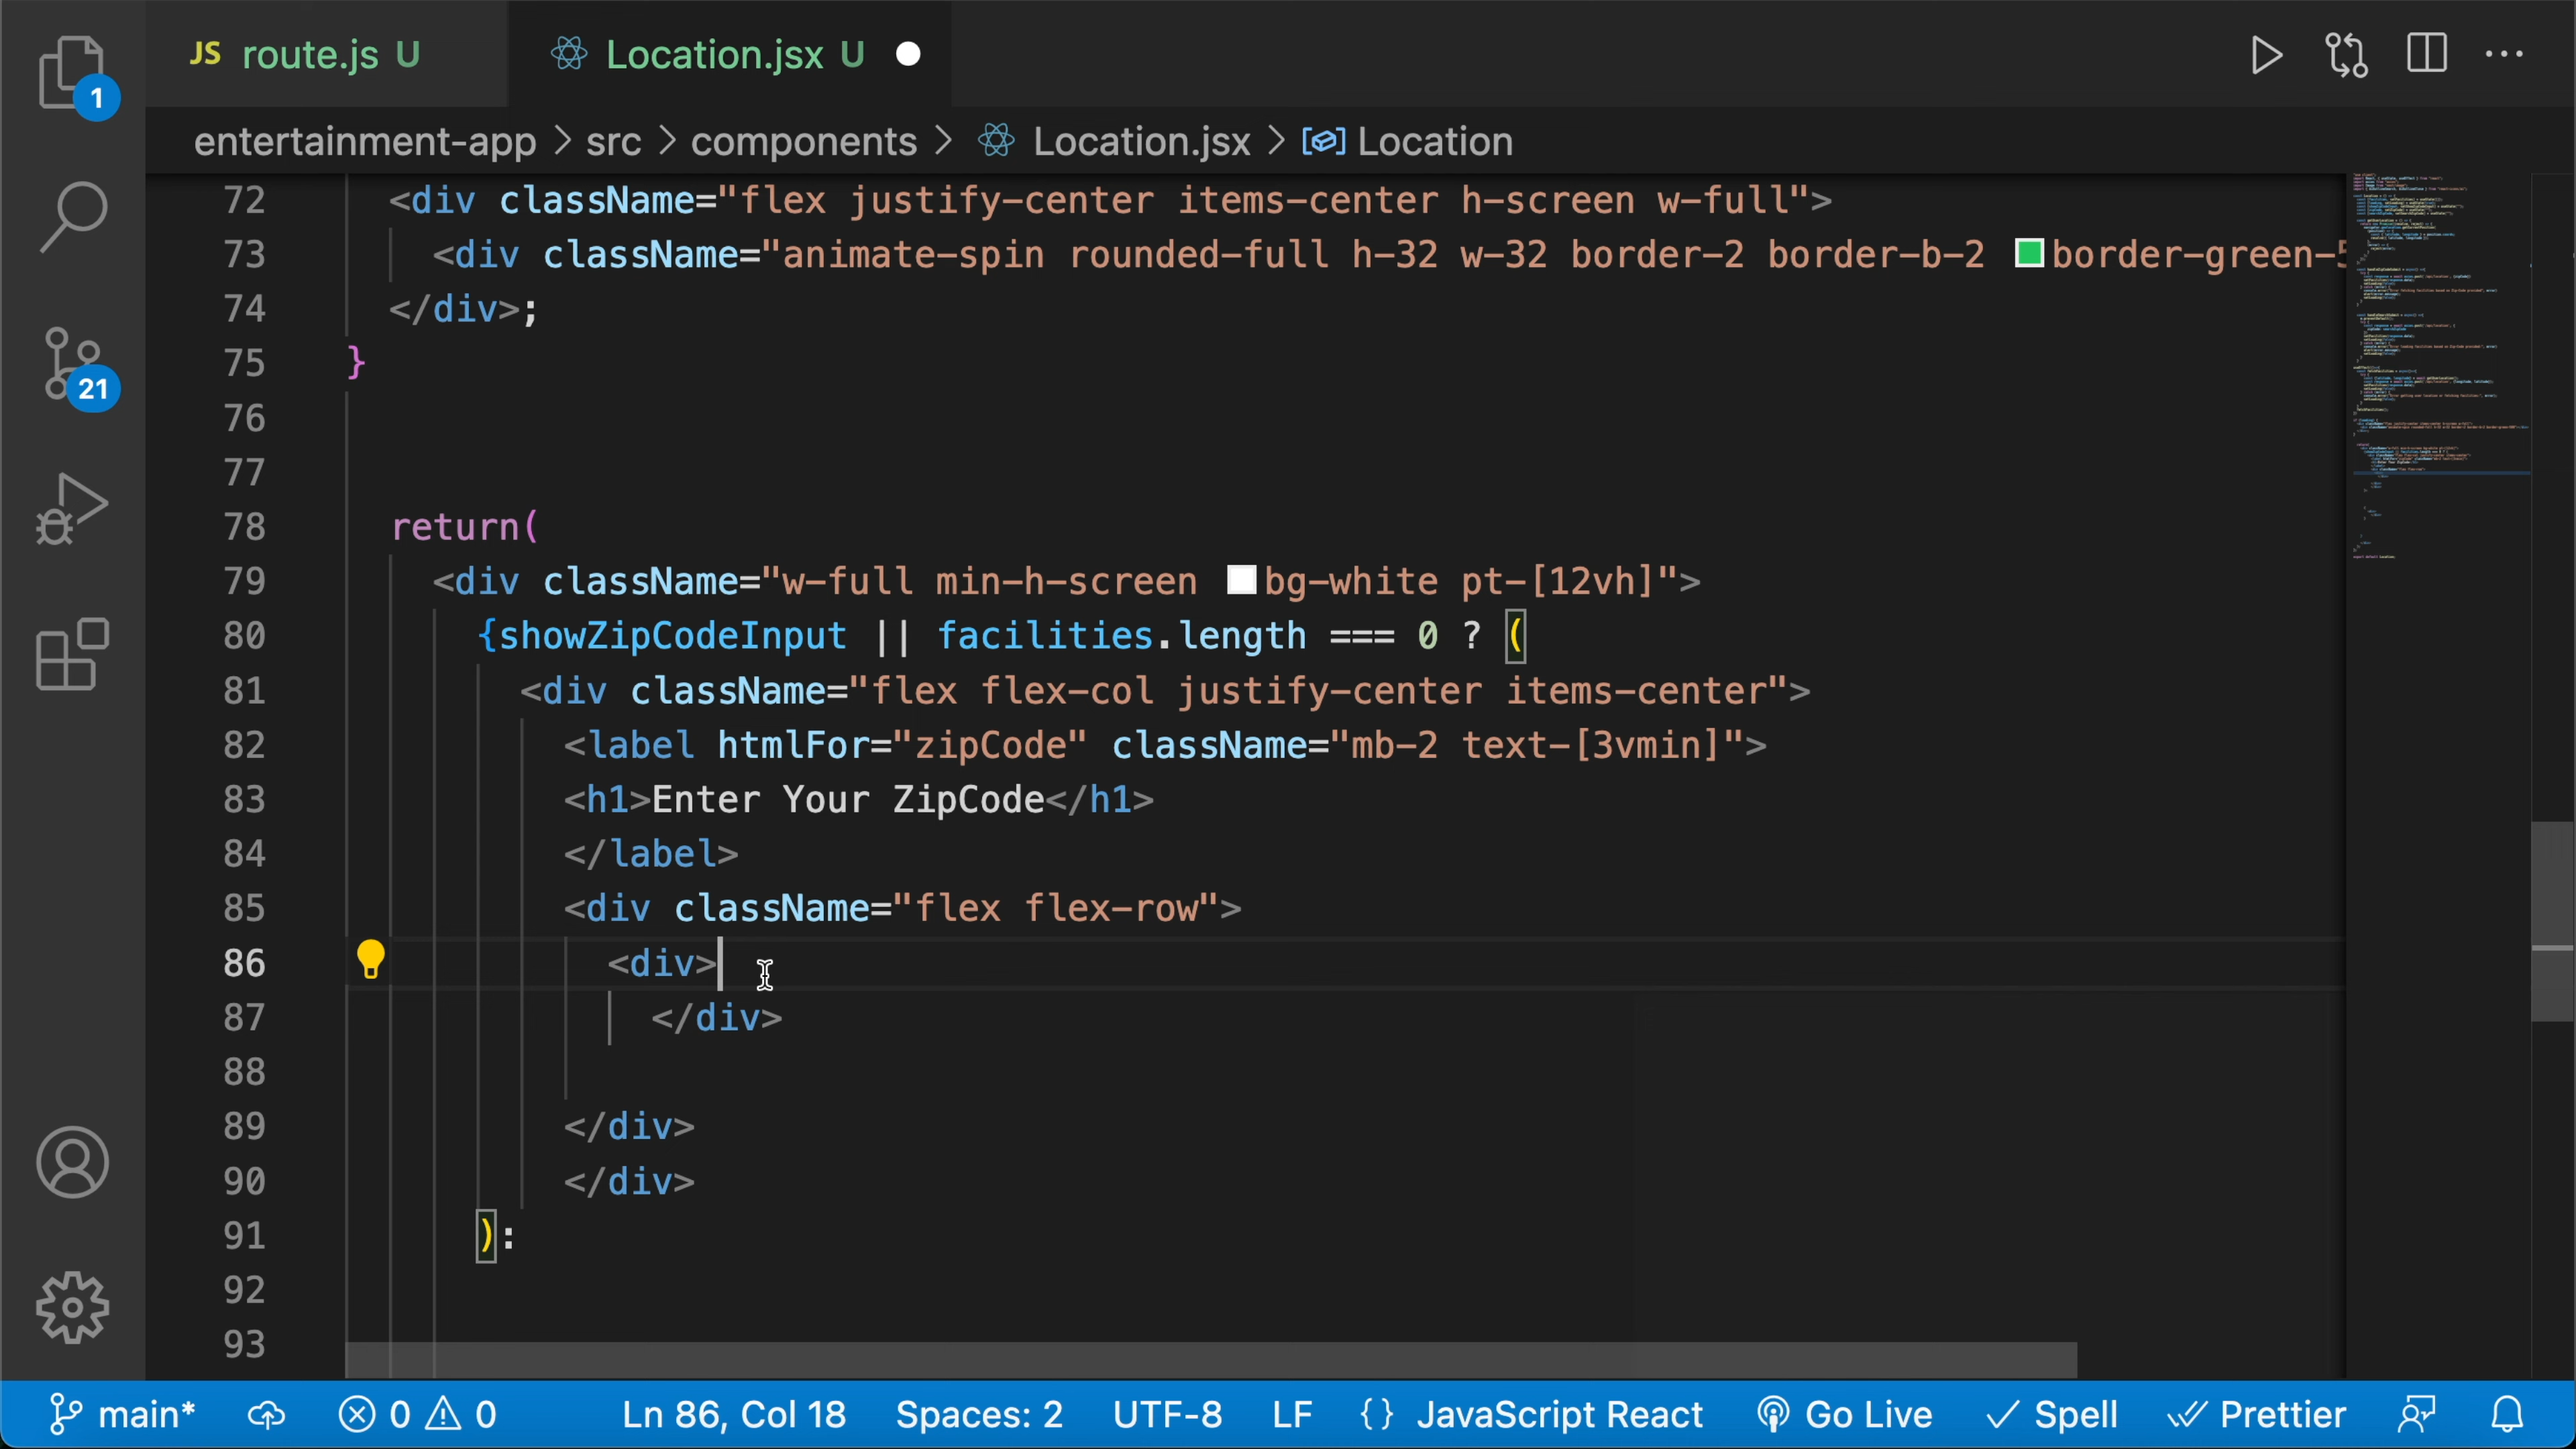 JS route.js U
Location.jsx U
1
entertainment-app > src > components > Location.jsx > Location
72 <div className="flex justify-center items-center h-screen w-full">
73 <div className="animate-spin rounded-full h-32 w-32 border-2 border-b-2 border-green-5
74 </div>;
75 }
76
77
78 return(
79 <div className="w-full min-h-screen bg-white pt-[12vh]">
80 {showZipCodeInput || facilities.length === 0 ? (
81 <div className="flex flex-col justify-center items-center">
82 <label htmlFor="zipCode" className="mb-2 text-[3vmin]">
83 <h1>Enter Your ZipCode</h1>
84 </label>
85 <div className="flex flex-row">
86 <div>
87 </div>
88
89 </div>
90 </div>
91 ):
92
93
21
main* 0 0 Ln 86, Col 18 Spaces: 2 UTF-8 LF {} JavaScript React Go Live Spell Prettier